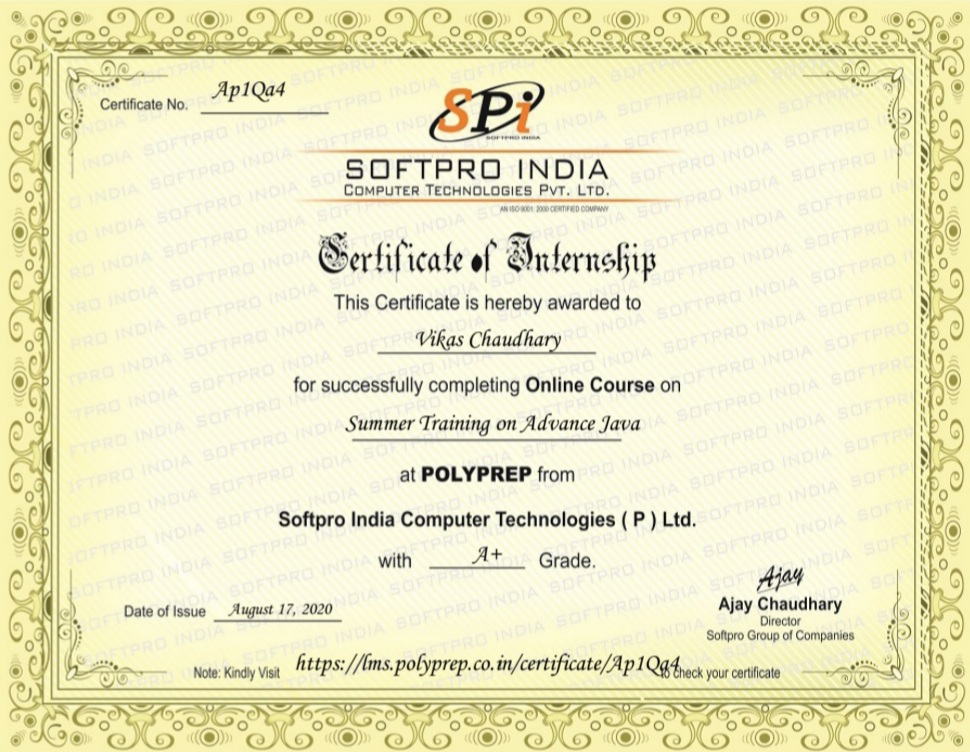 Certificate No. Ap1Qa4
SPi
SOFTPRO INDIA
SOFTPRO INDIA
COMPUTER TECHNOLOGIES PVT. LTD.
AN ISO 9001: 2000 CERTIFIED COMPANY
Certificate of Internship
This Certificate is hereby awarded to
Vikas Chaudhary
for successfully completing Online Course on
Summer Training on Advance Java
at POLYPREP from
Softpro India Computer Technologies ( P ) Ltd.
with A+ Grade.
Ajay
Date of Issue August 17, 2020
Ajay Chaudhary
Director
Softpro Group of Companies
Note: Kindly Visit https://lms.polyprep.co.in/certificate/Ap1Qa4 to check your certificate